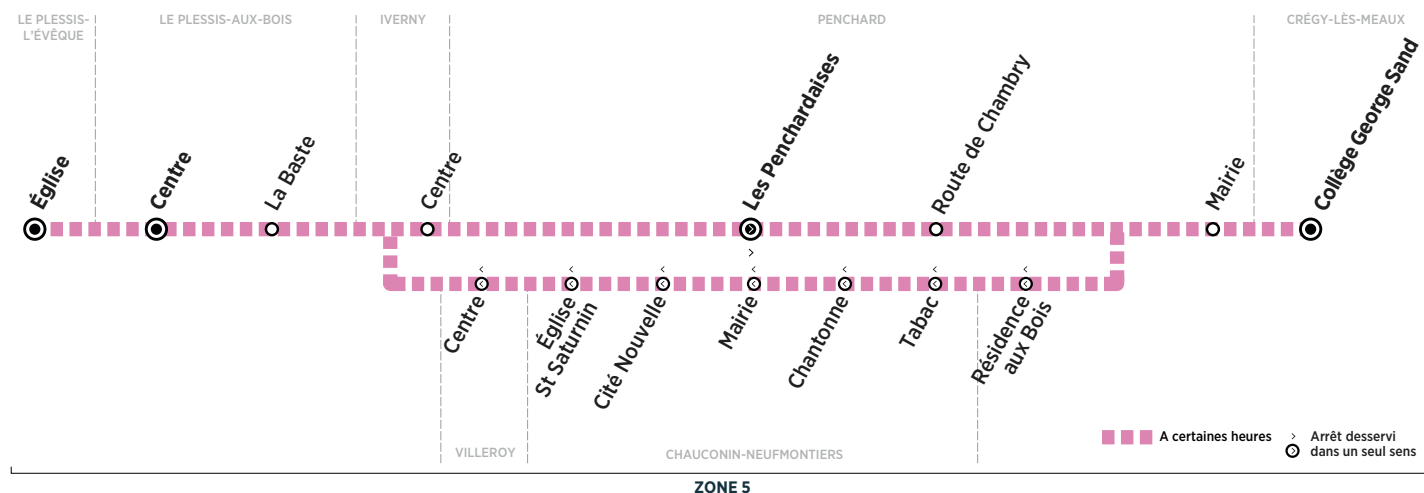 LE PLESSIS-
L'ÉVÊQUE
LE PLESSIS-AUX-BOIS
IVERNY
PENCHARD
CRÉGY-LÈS-MEAUX
Église
Centre
La Baste
Centre
Les Penchardaises
Route de Chambry
Mairie
Collège George Sand
Centre
Église
St Saturnin
Cité Nouvelle
Mairie
Chantonne
Tabac
Résidence
aux Bois
VILLEROY
CHAUCONIN-NEUFMONTIERS
A certaines heures
Arrêt desservi
dans un seul sens
ZONE 5